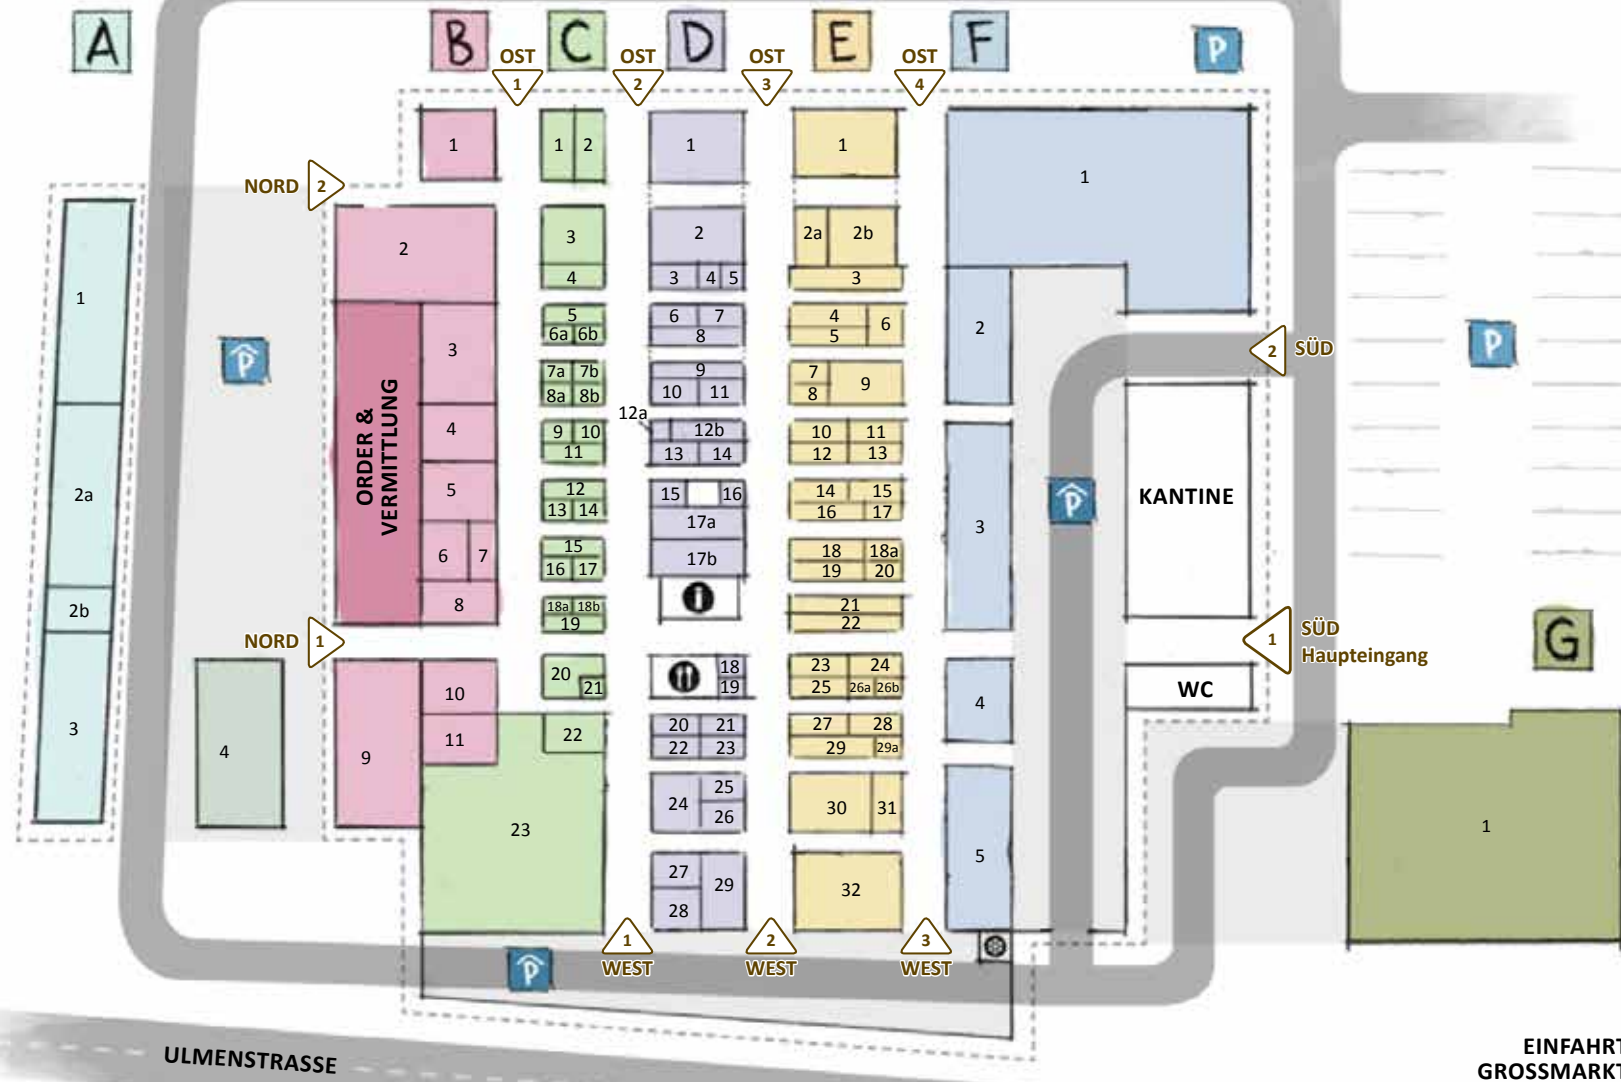 A
B
C
D
E
F
P
OST
1
OST
2
OST
3
OST
4
1
1 2
1
1
1
NORD 2
2
3
4
2
3 4 5
2a 2b
3
1
ORDER &
VERMITTLUNG
3
4
5
6 7
8
5
6a 6b
7a 7b
8a 8b
9 10
11
12
13 14
15
16 17
18a 18b
19
20
21
22
23
6 7
8
9
10 11
12a
12b
13 14
15 16
17a
17b
18
19
20 21
22 23
24
25
26
27
28
29
4
5
6
7
8
9
10 11
12 13
14 15
16 17
18 18a
19 20
21
22
23 24
25 26a 26b
27 28
29 29a
30 31
32
2
3
4
5
P
P
2 SÜD
P
KANTINE
2a
2b
3
NORD 1
4
9
10
11
1 SÜD
Haupteingang
WC
G
1
P
1
WEST
2
WEST
3
WEST
ULMENSTRASSE
EINFAHRT
GROSSMARKT